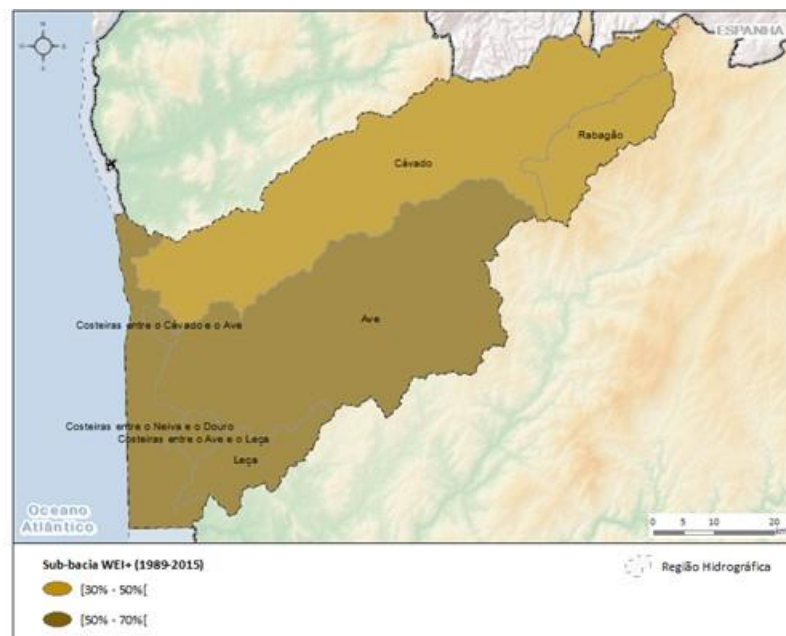 ESPANHA
Rabagão
Cávado
Ave
Costeiras entre o Cávado e o Ave
Costeiras entre o Neiva e o Douro
Costeiras entre o Ave e o Leça
Leça
Oceano
Atlântico
0 5 10 20
km
Sub-bacia WEI+ (1989-2015)
[30% - 50%[
[50% - 70%[
Região Hidrográfica